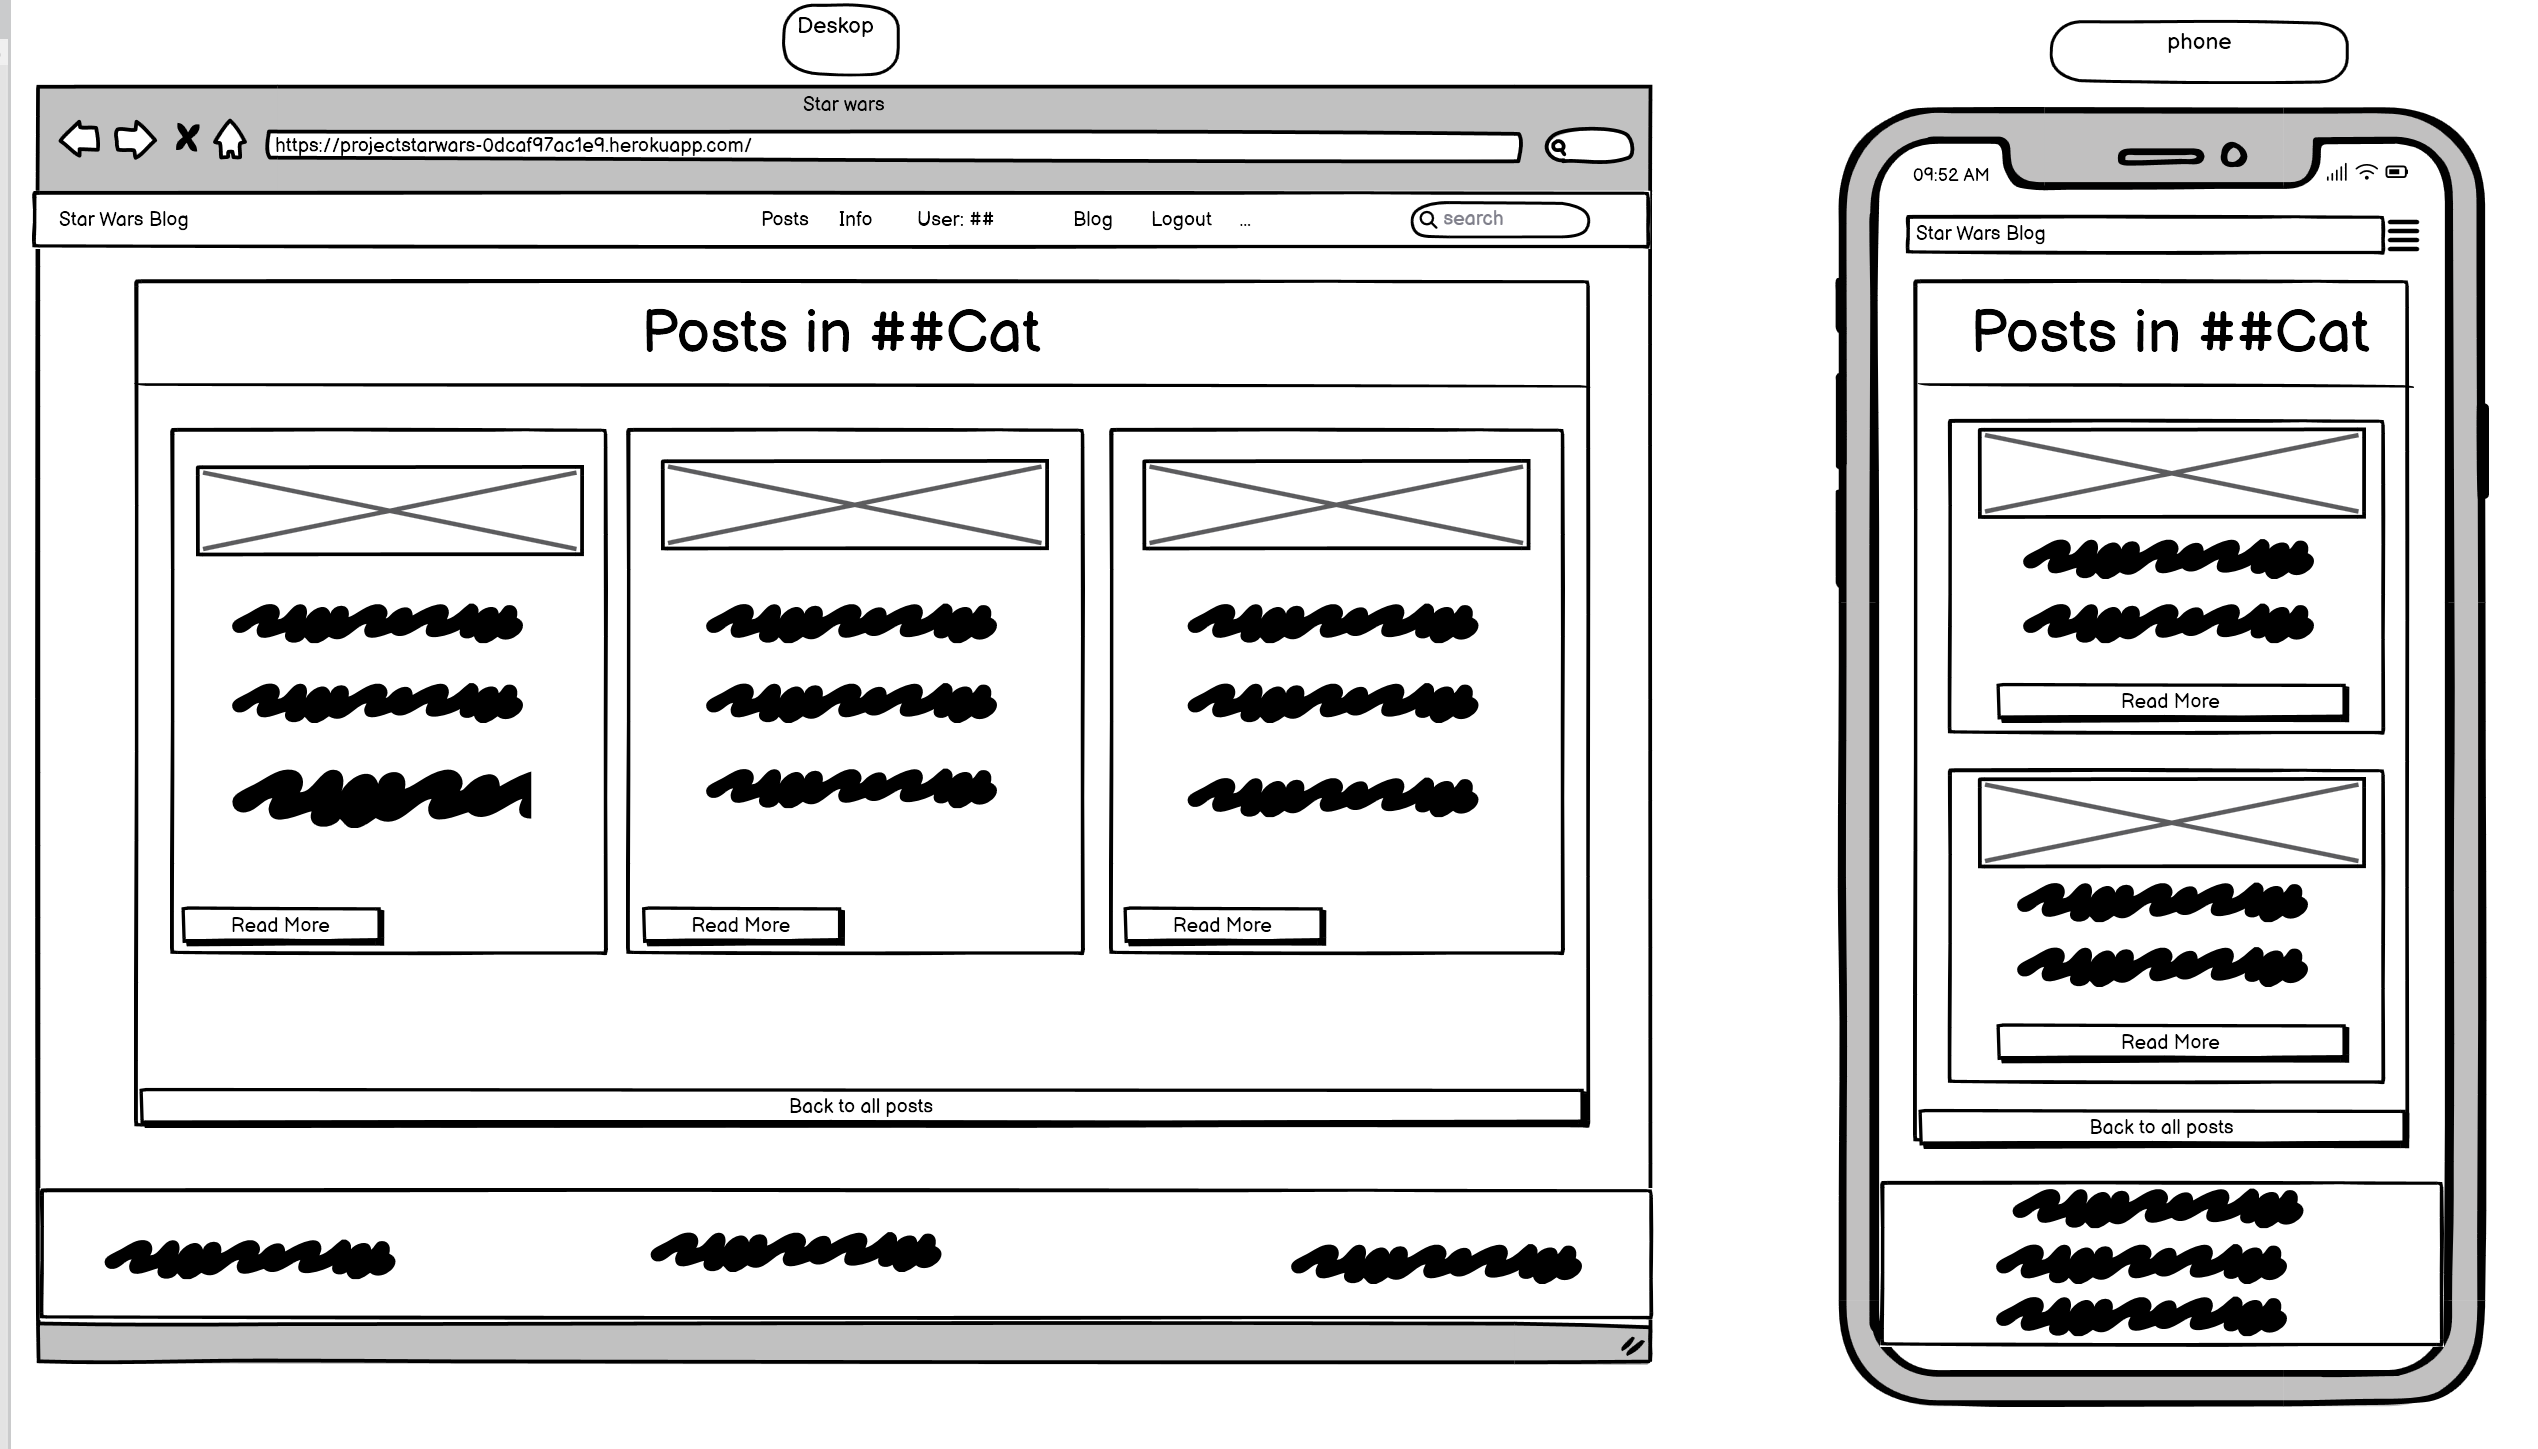 Deskop
Star wars
https://projectstarwars-0dcaf97ac1e9.herokuapp.com/
Star Wars Blog Posts Info User: ## Blog Logout ... search
Posts in ##Cat
Read More Read More Read More
Back to all posts
phone
09:52 AM
Star Wars Blog
Posts in ##Cat
Read More
Read More
Back to all posts